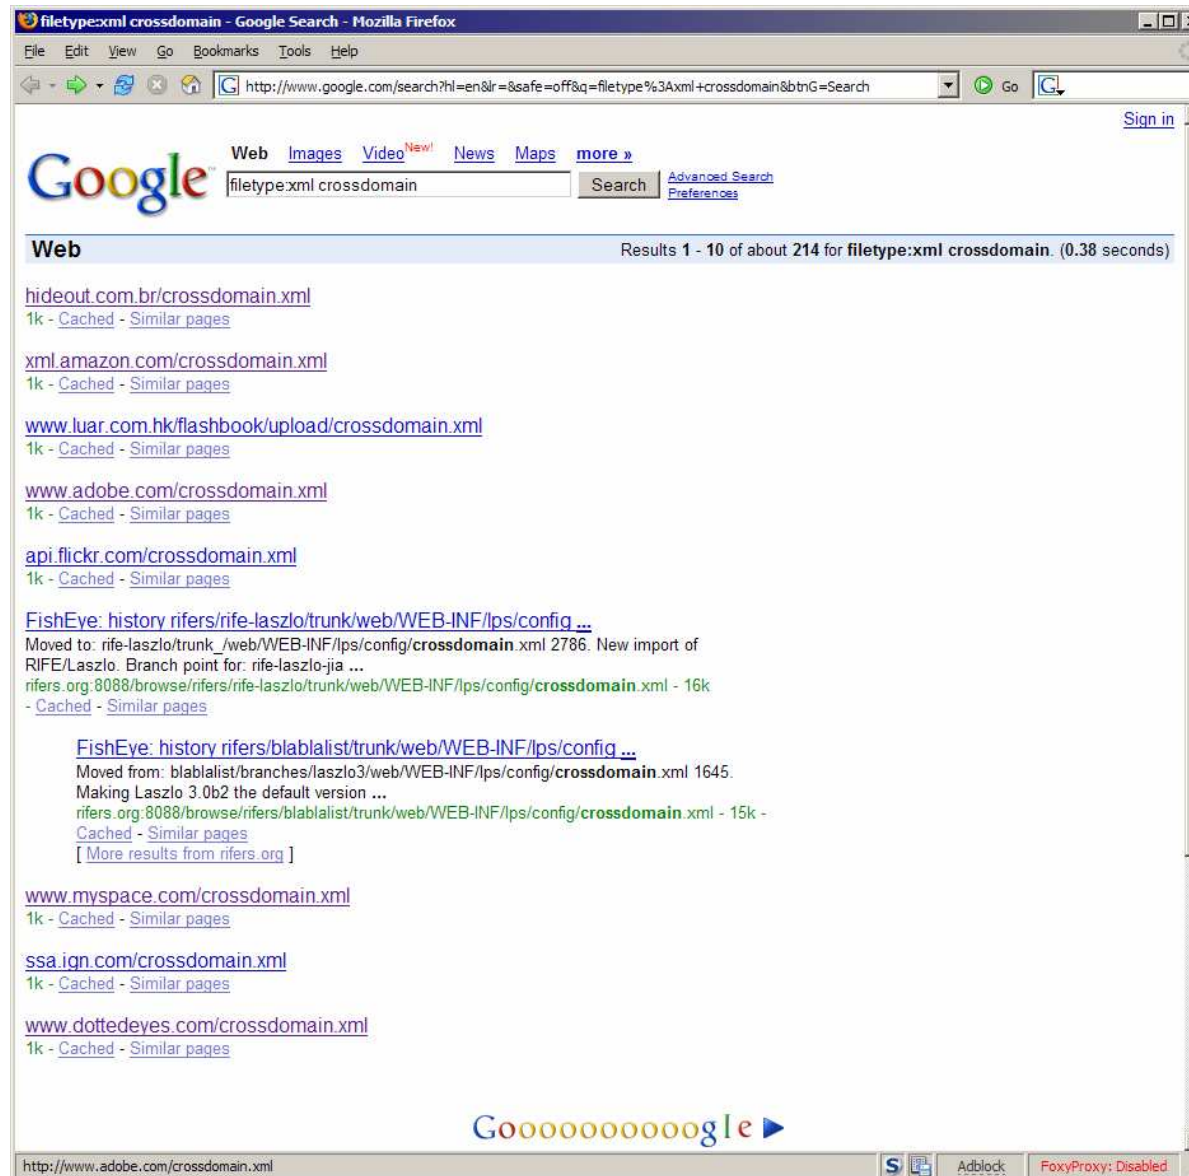 filetype:xml crossdomain - Google Search - Mozilla Firefox
File Edit View Go Bookmarks Tools Help
G http://www.google.com/search?hl=en&lr=&safe=off&q=filetype%3Axml+crossdomain&btnG=Search Go G
Sign in
Google™
Web Images Video New! News Maps more »
filetype:xml crossdomain Search Advanced Search
Preferences
Web Results 1 - 10 of about 214 for filetype:xml crossdomain. (0.38 seconds)
hideout.com.br/crossdomain.xml
1k - Cached - Similar pages
xml.amazon.com/crossdomain.xml
1k - Cached - Similar pages
www.luar.com.hk/flashbook/upload/crossdomain.xml
1k - Cached - Similar pages
www.adobe.com/crossdomain.xml
1k - Cached - Similar pages
api.flickr.com/crossdomain.xml
1k - Cached - Similar pages
FishEye: history rifers/rife-laszlo/trunk/web/WEB-INF/lps/config ...
Moved to: rife-laszlo/trunk_/web/WEB-INF/lps/config/crossdomain.xml 2786. New import of
RIFE/Laszlo. Branch point for: rife-laszlo-jia ...
rifers.org:8088/browse/rifers/rife-laszlo/trunk/web/WEB-INF/lps/config/crossdomain.xml - 16k
- Cached - Similar pages
FishEye: history rifers/blablalist/trunk/web/WEB-INF/lps/config ...
Moved from: blablalist/branches/laszlo3/web/WEB-INF/lps/config/crossdomain.xml 1645.
Making Laszlo 3.0b2 the default version ...
rifers.org:8088/browse/rifers/blablalist/trunk/web/WEB-INF/lps/config/crossdomain.xml - 15k -
Cached - Similar pages
[ More results from rifers.org ]
www.myspace.com/crossdomain.xml
1k - Cached - Similar pages
ssa.ign.com/crossdomain.xml
1k - Cached - Similar pages
www.dottedeyes.com/crossdomain.xml
1k - Cached - Similar pages
Goooooooooogle
http://www.adobe.com/crossdomain.xml S Adblock FoxyProxy: Disabled